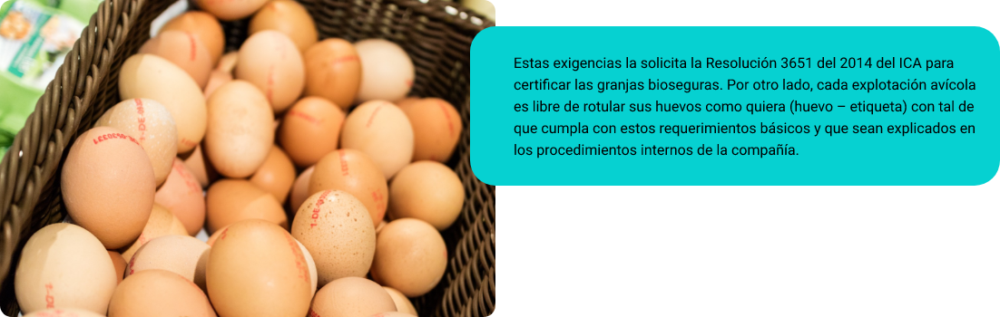 Estas exigencias la solicita la Resolución 3651 del 2014 del ICA para
certificar las granjas bioseguras. Por otro lado, cada explotación avícola
es libre de rotular sus huevos como quiera (huevo – etiqueta) con tal de
que cumpla con estos requerimientos básicos y que sean explicados en
los procedimientos internos de la compañía.